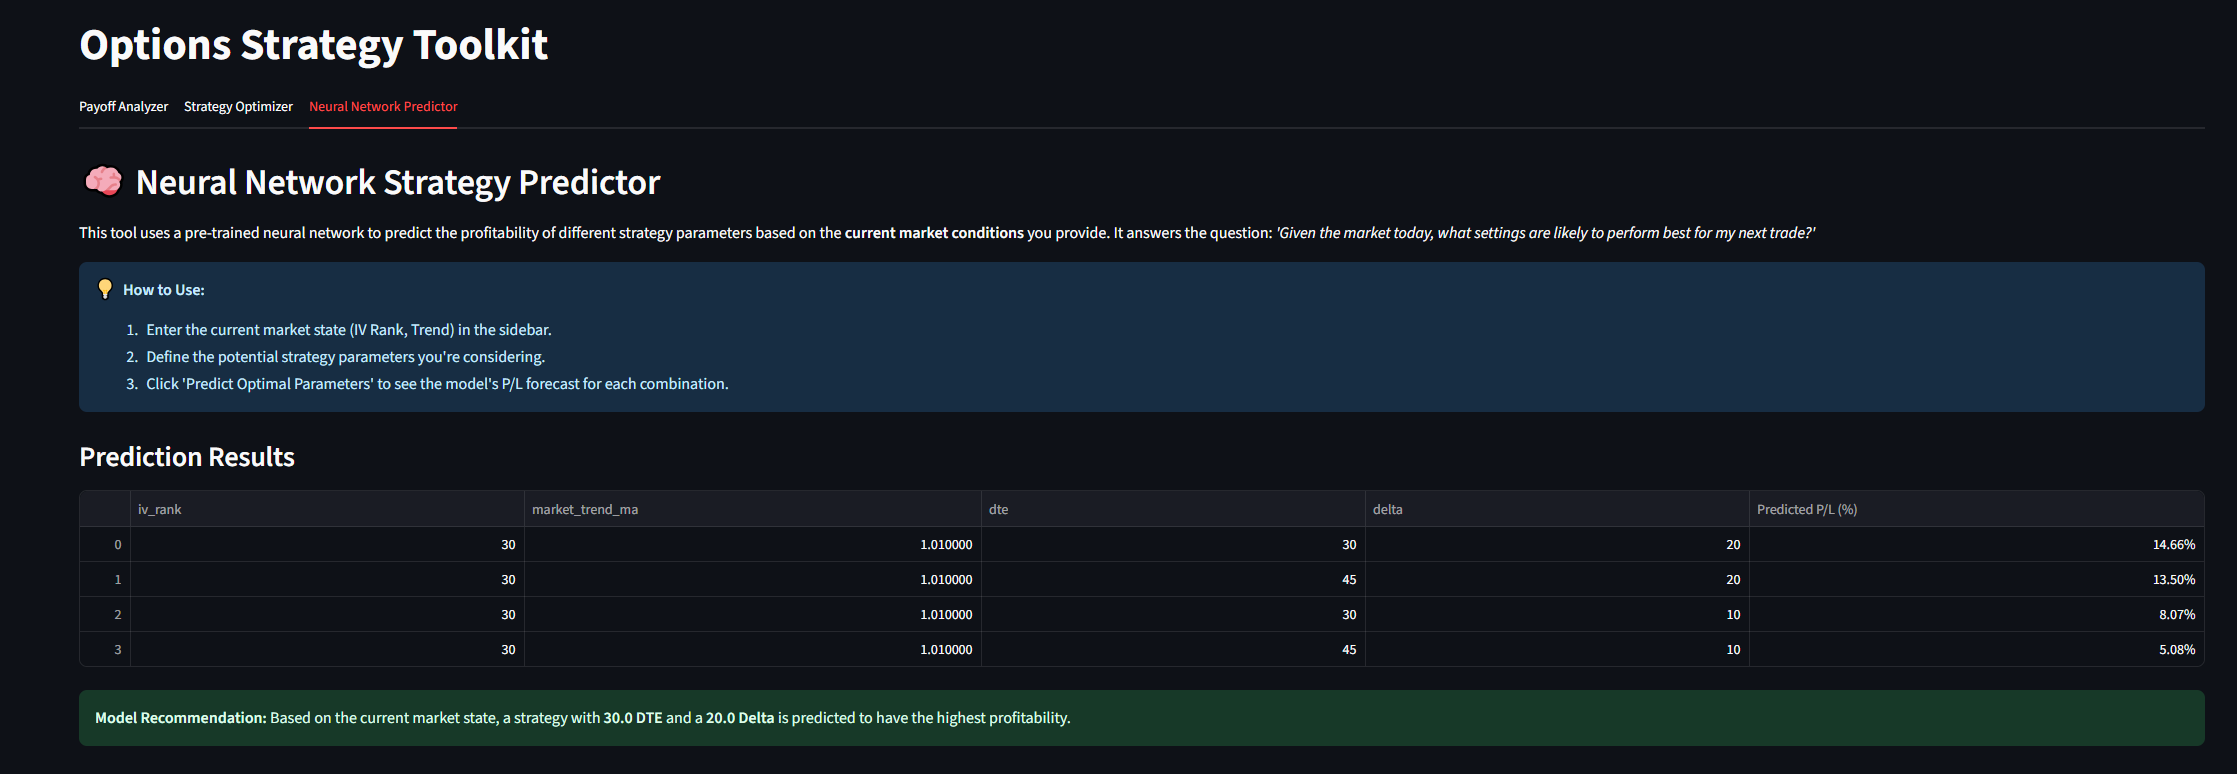 Options Strategy Toolkit
Payoff Analyzer Strategy Optimizer Neural Network Predictor
Neural Network Strategy Predictor
This tool uses a pre-trained neural network to predict the profitability of different strategy parameters based on the current market conditions you provide. It answers the question: 'Given the market today, what settings are likely to perform best for my next trade?'
How to Use:
1. Enter the current market state (IV Rank, Trend) in the sidebar.
2. Define the potential strategy parameters you're considering.
3. Click 'Predict Optimal Parameters' to see the model's P/L forecast for each combination.
Prediction Results
iv_rank market_trend_ma dte delta Predicted P/L (%)
0 30 1.010000 30 20 14.66%
1 30 1.010000 45 20 13.50%
2 30 1.010000 30 10 8.07%
3 30 1.010000 45 10 5.08%
Model Recommendation: Based on the current market state, a strategy with 30.0 DTE and a 20.0 Delta is predicted to have the highest profitability.